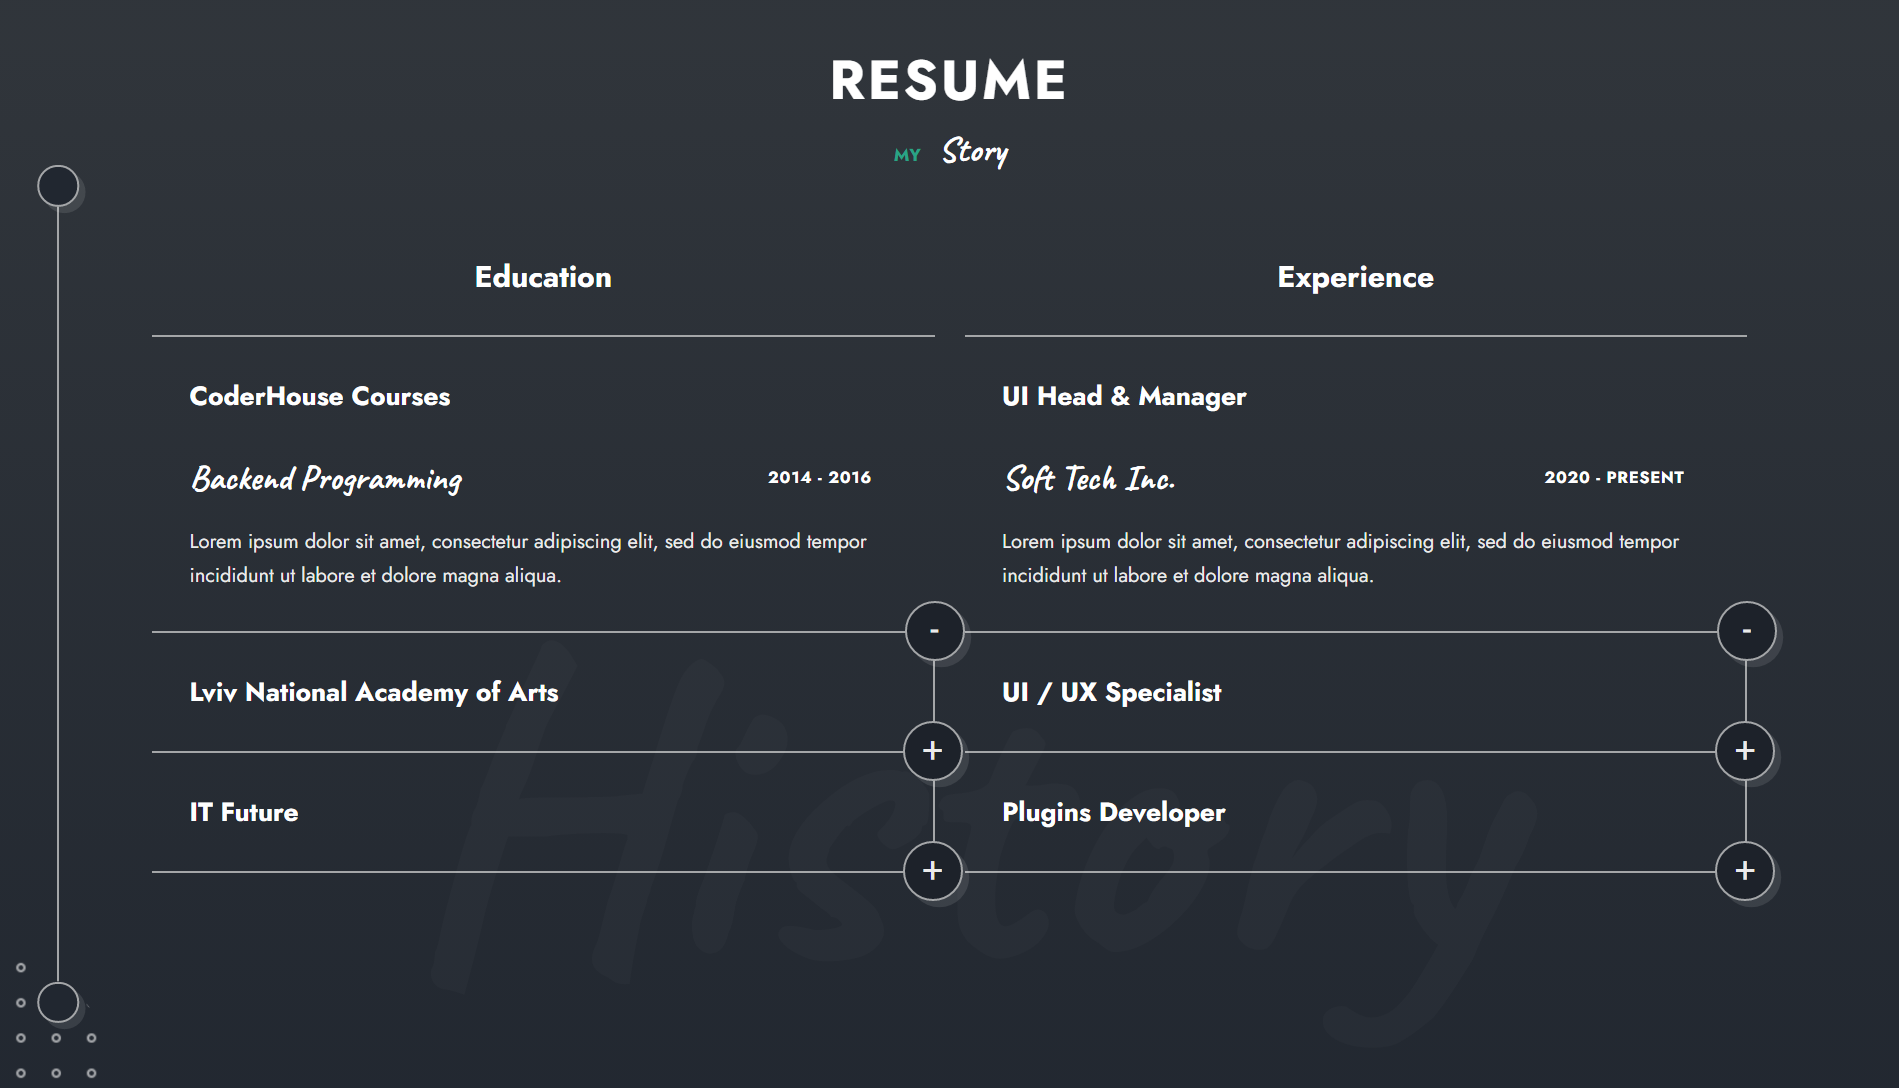 RESUME
MY Story
Education
CoderHouse Courses
Backend Programming 2014 - 2016
Lorem ipsum dolor sit amet, consectetur adipiscing elit, sed do eiusmod tempor
incididunt ut labore et dolore magna aliqua.
-
Lviv National Academy of Arts
+
IT Future
+
Experience
UI Head & Manager
Soft Tech Inc. 2020 - PRESENT
Lorem ipsum dolor sit amet, consectetur adipiscing elit, sed do eiusmod tempor
incididunt ut labore et dolore magna aliqua.
-
UI / UX Specialist
+
Plugins Developer
+
History